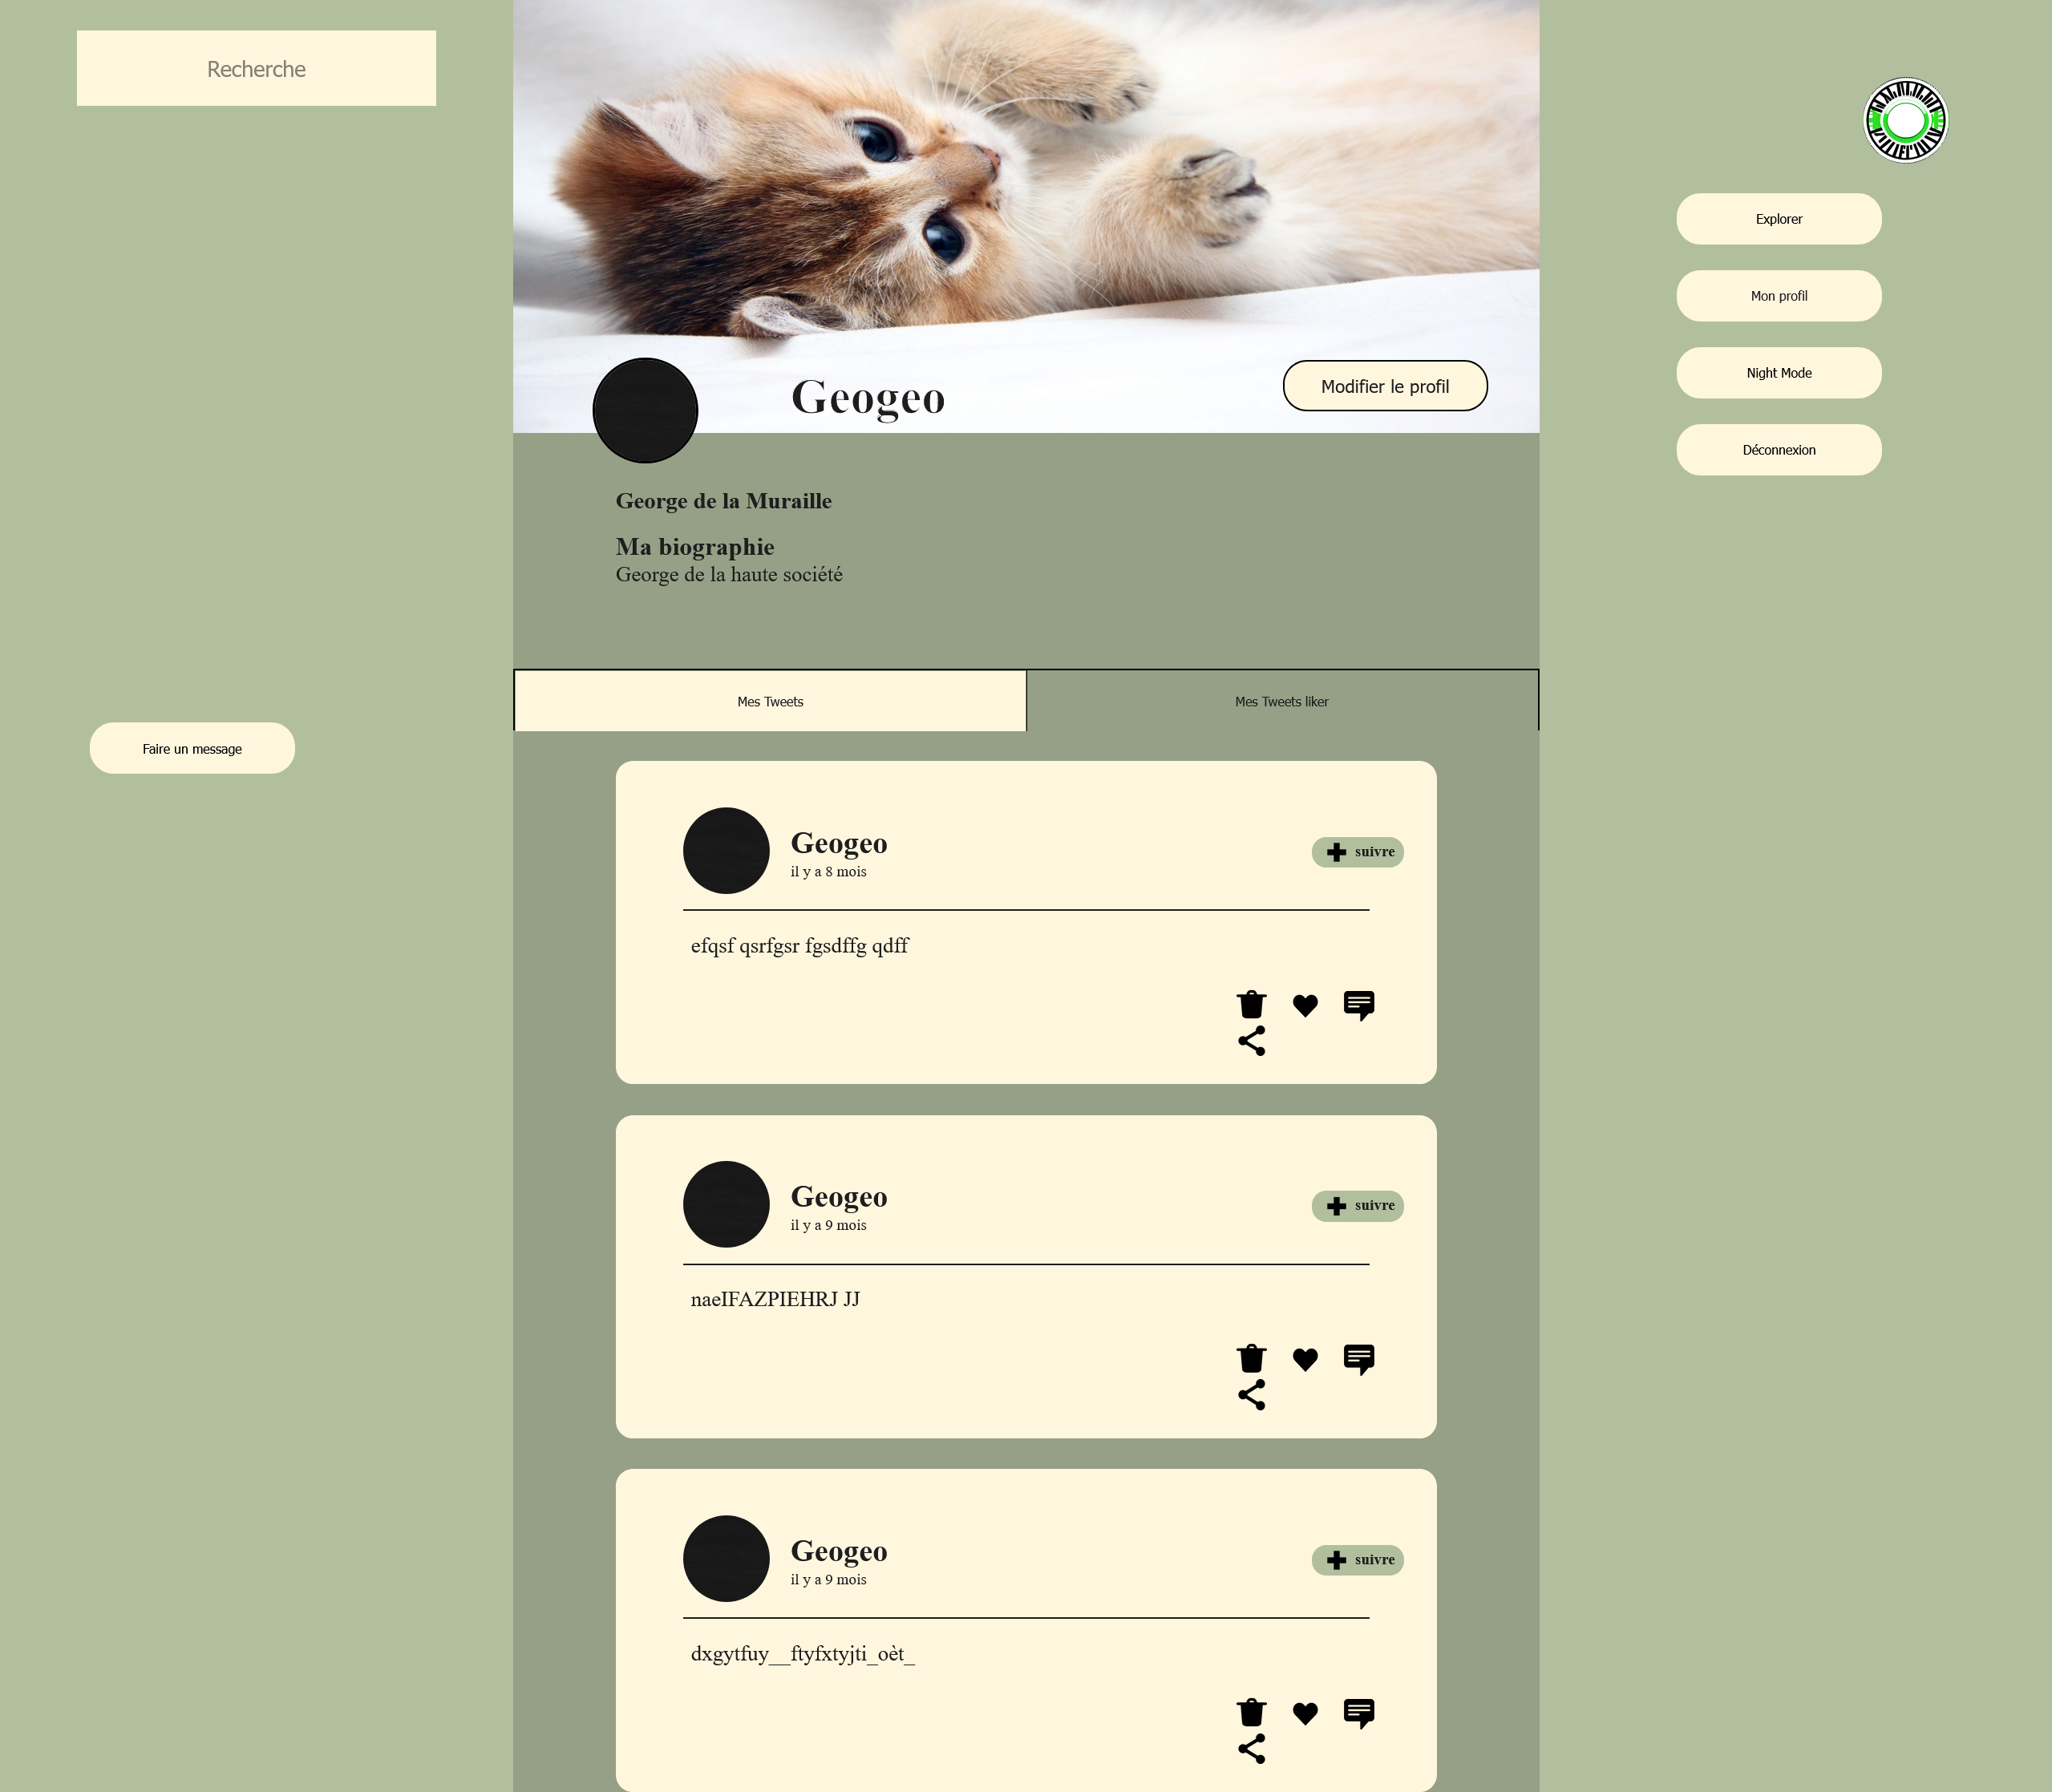 Recherche
Explorer
Mon profil
Night Mode
Déconnexion
Geogeo
Modifier le profil
George de la Muraille
Ma biographie
George de la haute société
Mes Tweets
Mes Tweets liker
Faire un message
Geogeo
il y a 8 mois
suivre
efqsf qsrfgsr fgsdffg qdff
Geogeo
il y a 9 mois
suivre
naeIFAZPIEHRJ JJ
Geogeo
il y a 9 mois
suivre
dxgytfuy__ftyfxtyjti_oèt_